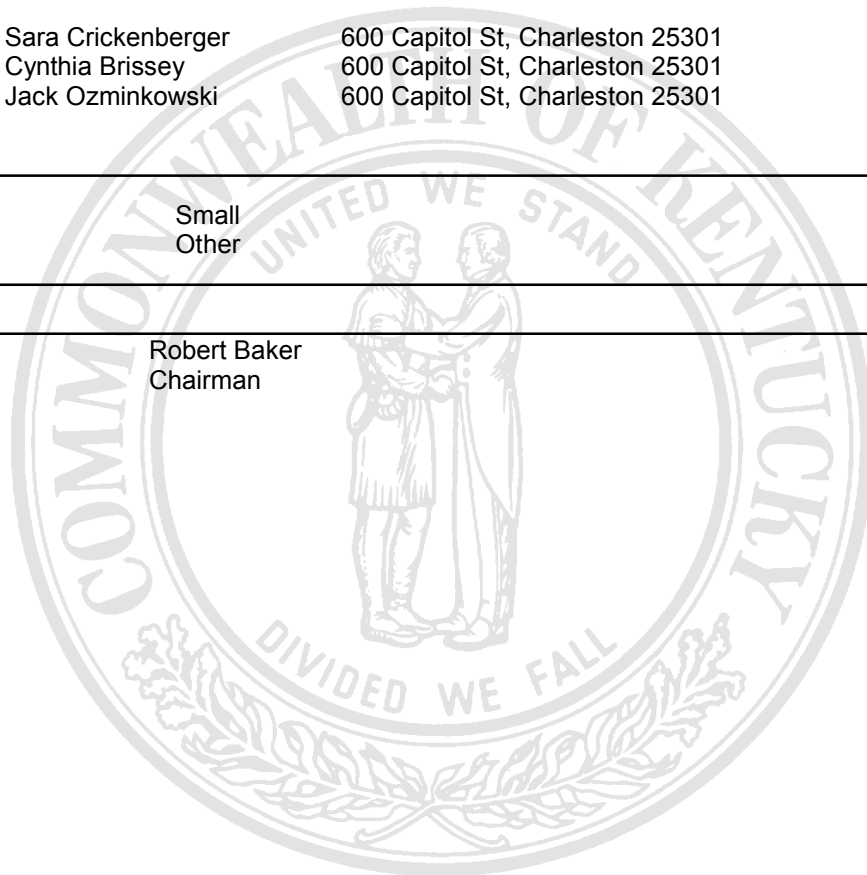 Sara Crickenberger 600 Capitol St, Charleston 25301
Cynthia Brissey 600 Capitol St, Charleston 25301
Jack Ozminkowski 600 Capitol St, Charleston 25301
COMMONWEALTH OF KENTUCKY
UNITED WE STAND
Small
Other
Robert Baker
Chairman
DIVIDED WE FALL